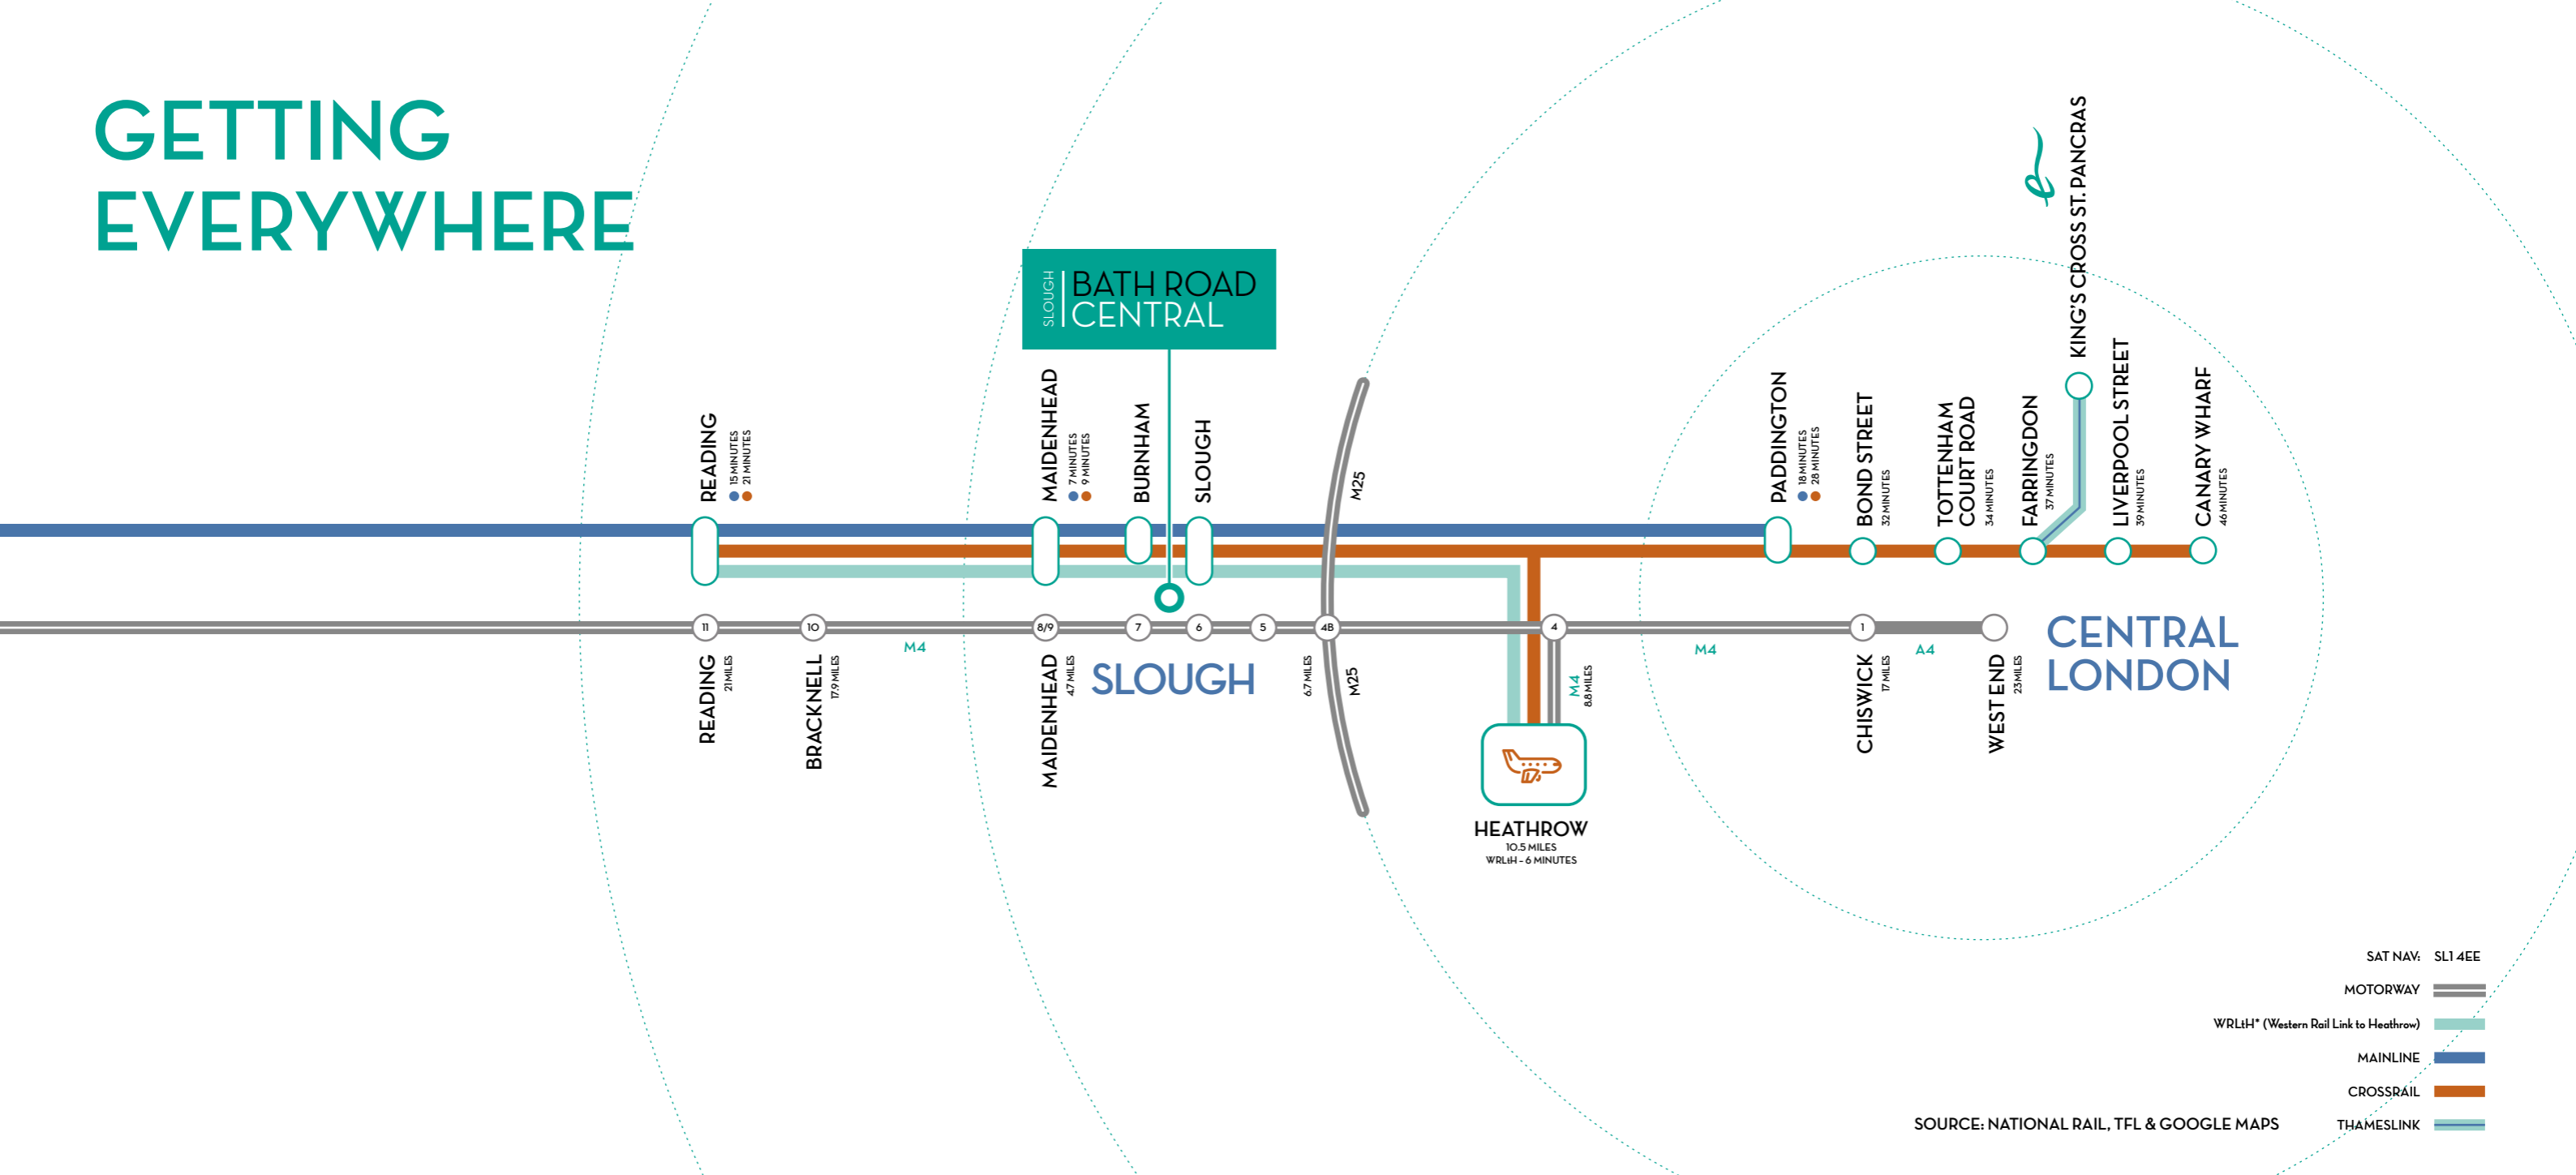 GETTING
EVERYWHERE
SLOUGH
BATH ROAD
CENTRAL
READING
15 MINUTES
21 MINUTES
MAIDENHEAD
7 MINUTES
9 MINUTES
BURNHAM
SLOUGH
M25
PADDINGTON
18 MINUTES
28 MINUTES
BOND STREET
32 MINUTES
TOTTENHAM
COURT ROAD
34 MINUTES
FARRINGDON
37 MINUTES
KING'S CROSS ST. PANCRAS
LIVERPOOL STREET
39 MINUTES
CANARY WHARF
46 MINUTES
11
10
8/9
7
6
5
4B
4
1
READING
21 MILES
BRACKNELL
17.9 MILES
M4
MAIDENHEAD
4.7 MILES
SLOUGH
6.7 MILES
M25
M4
8.8 MILES
M4
CHISWICK
17 MILES
A4
WEST END
23 MILES
CENTRAL
LONDON
HEATHROW
10.5 MILES
WRLtH - 6 MINUTES
SAT NAV: SL1 4EE
MOTORWAY
WRLtH* (Western Rail Link to Heathrow)
MAINLINE
CROSSRAIL
THAMESLINK
SOURCE: NATIONAL RAIL, TFL & GOOGLE MAPS